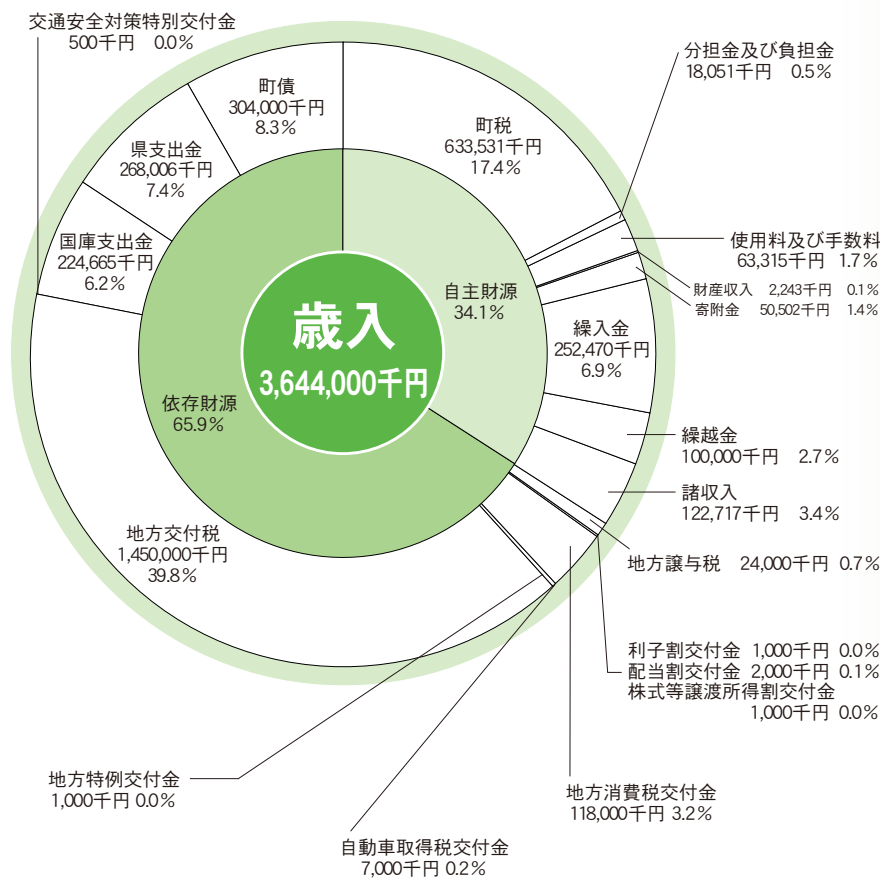 交通安全対策特別交付金
500千円 0.0%
町債
304,000千円
8.3%
県支出金
268,006千円
7.4%
国庫支出金
224,665千円
6.2%
町税
633,531千円
17.4%
分担金及び負担金
18,051千円 0.5%
使用料及び手数料
63,315千円 1.7%
財産収入 2,243千円 0.1%
寄附金 50,502千円 1.4%
自主財源
34.1%
繰入金
252,470千円
6.9%
歳入
3,644,000千円
依存財源
65.9%
繰越金
100,000千円 2.7%
諸収入
122,717千円 3.4%
地方交付税
1,450,000千円
39.8%
地方譲与税 24,000千円 0.7%
利子割交付金 1,000千円 0.0%
配当割交付金 2,000千円 0.1%
株式等譲渡所得割交付金
1,000千円 0.0%
地方特例交付金
1,000千円 0.0%
地方消費税交付金
118,000千円 3.2%
自動車取得税交付金
7,000千円 0.2%